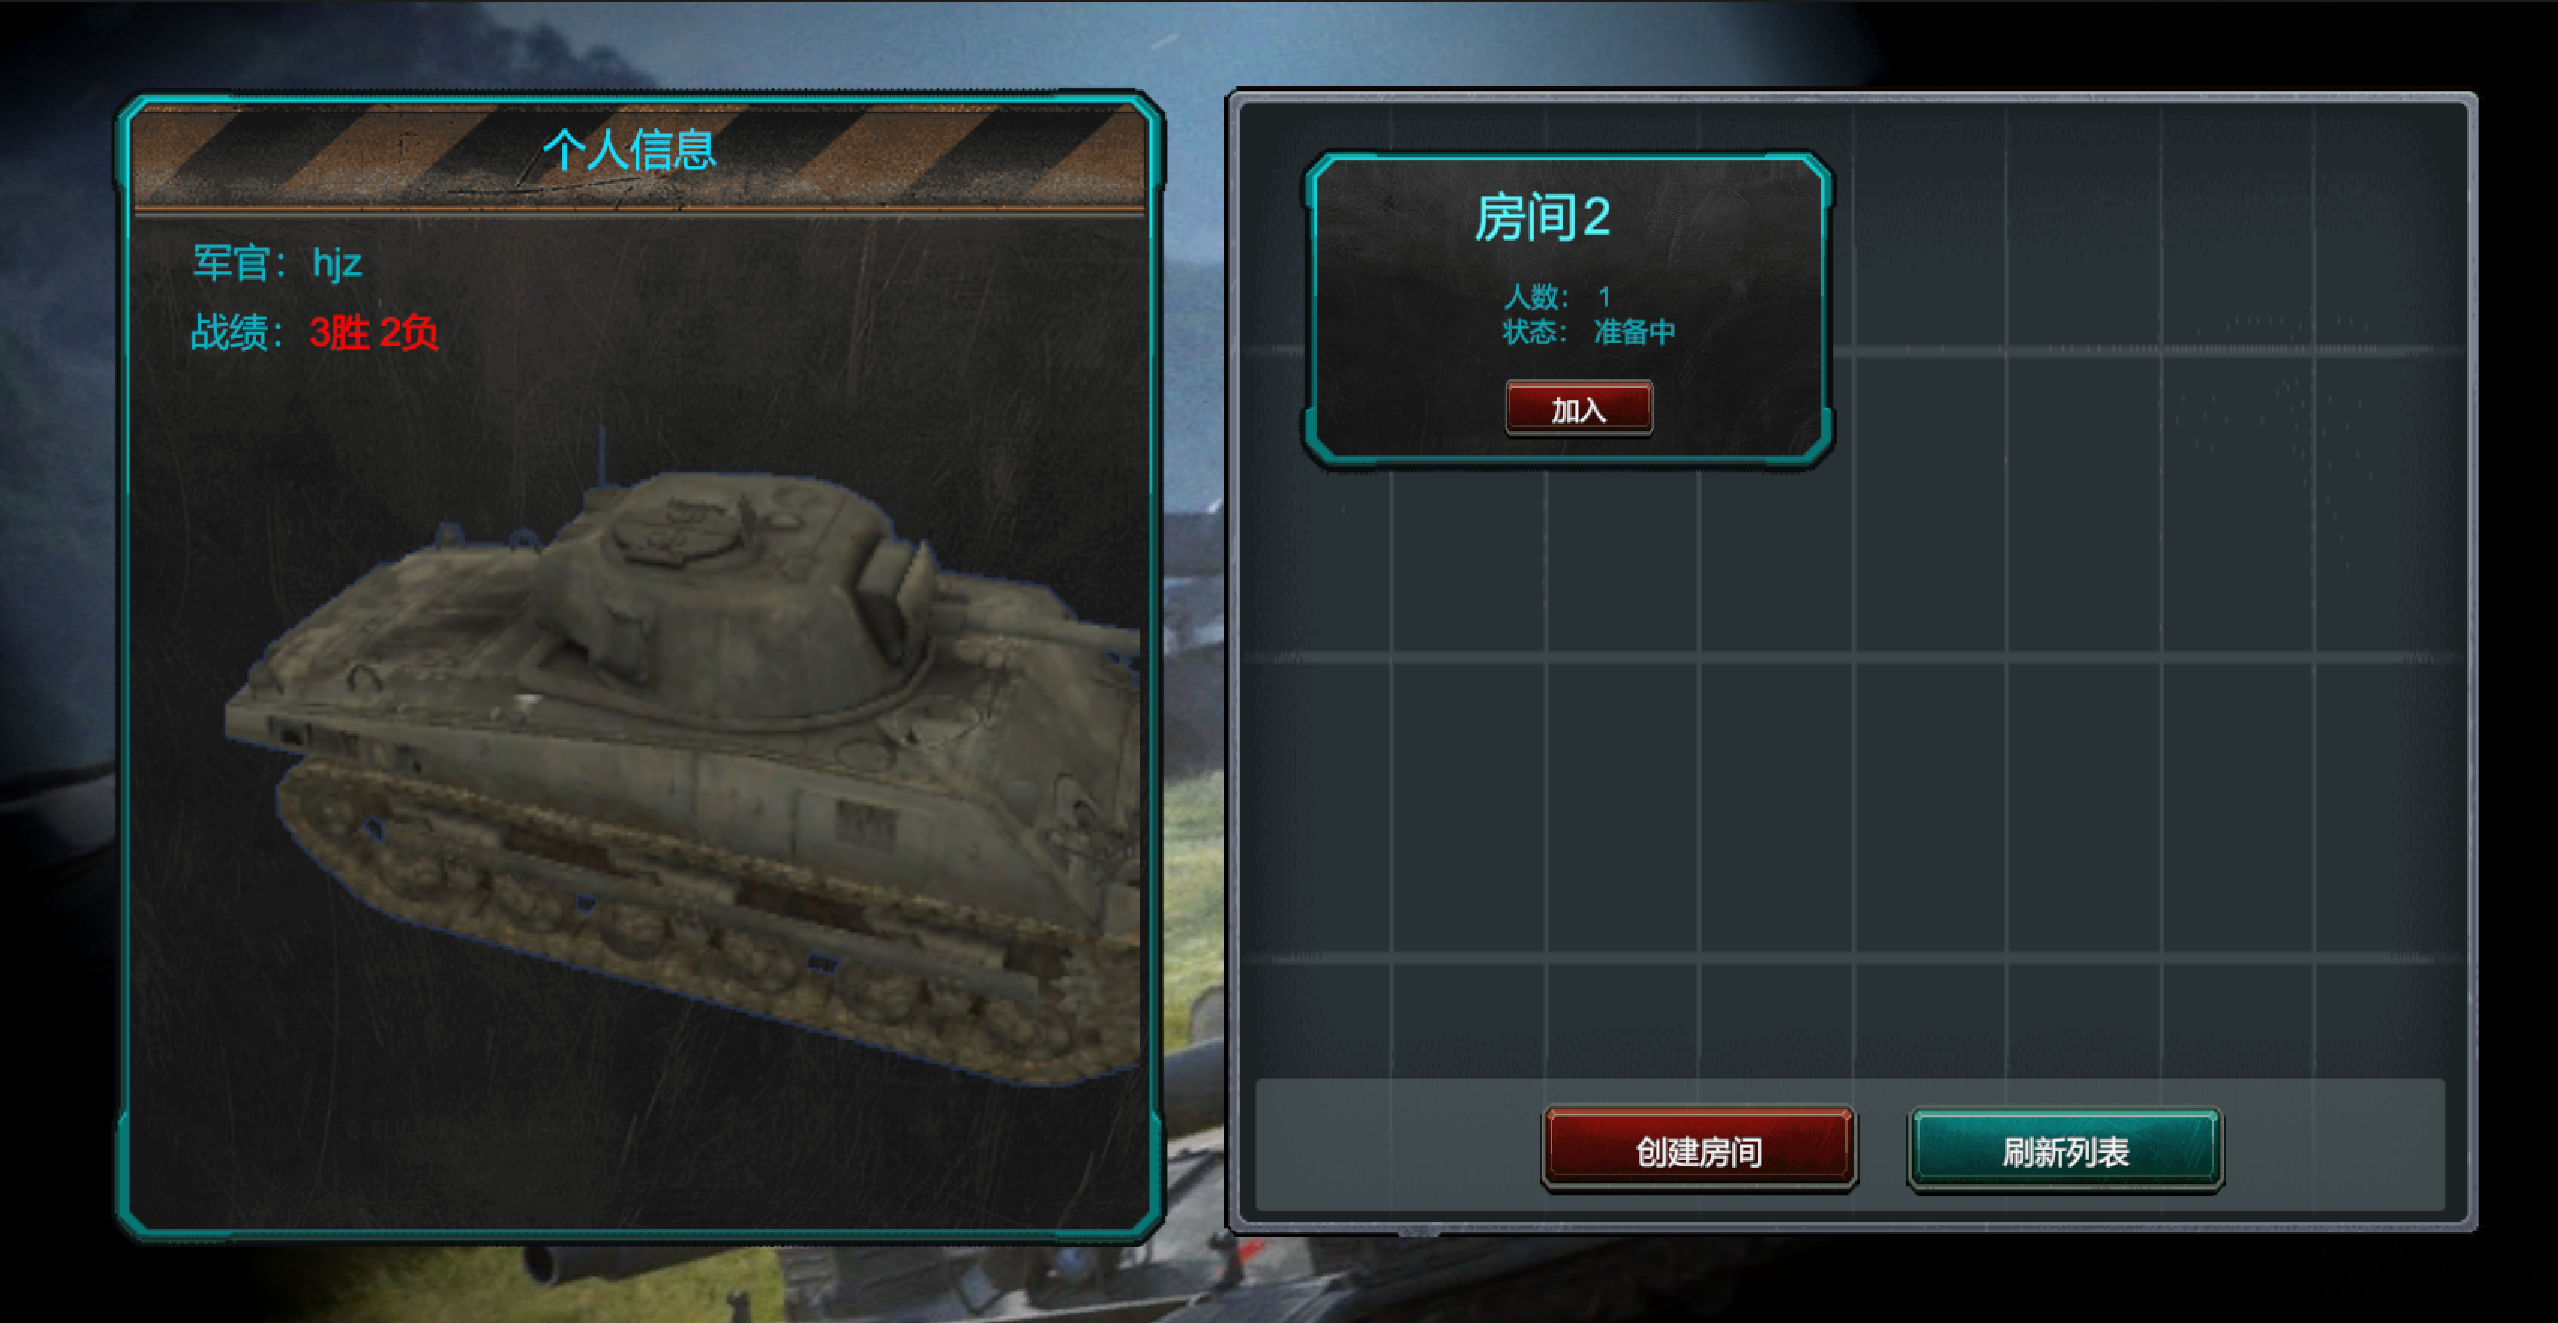 个人信息
军官： hjz
战绩： 3胜 2负
房间2
人数： 1
状态： 准备中
加入
创建房间
刷新列表